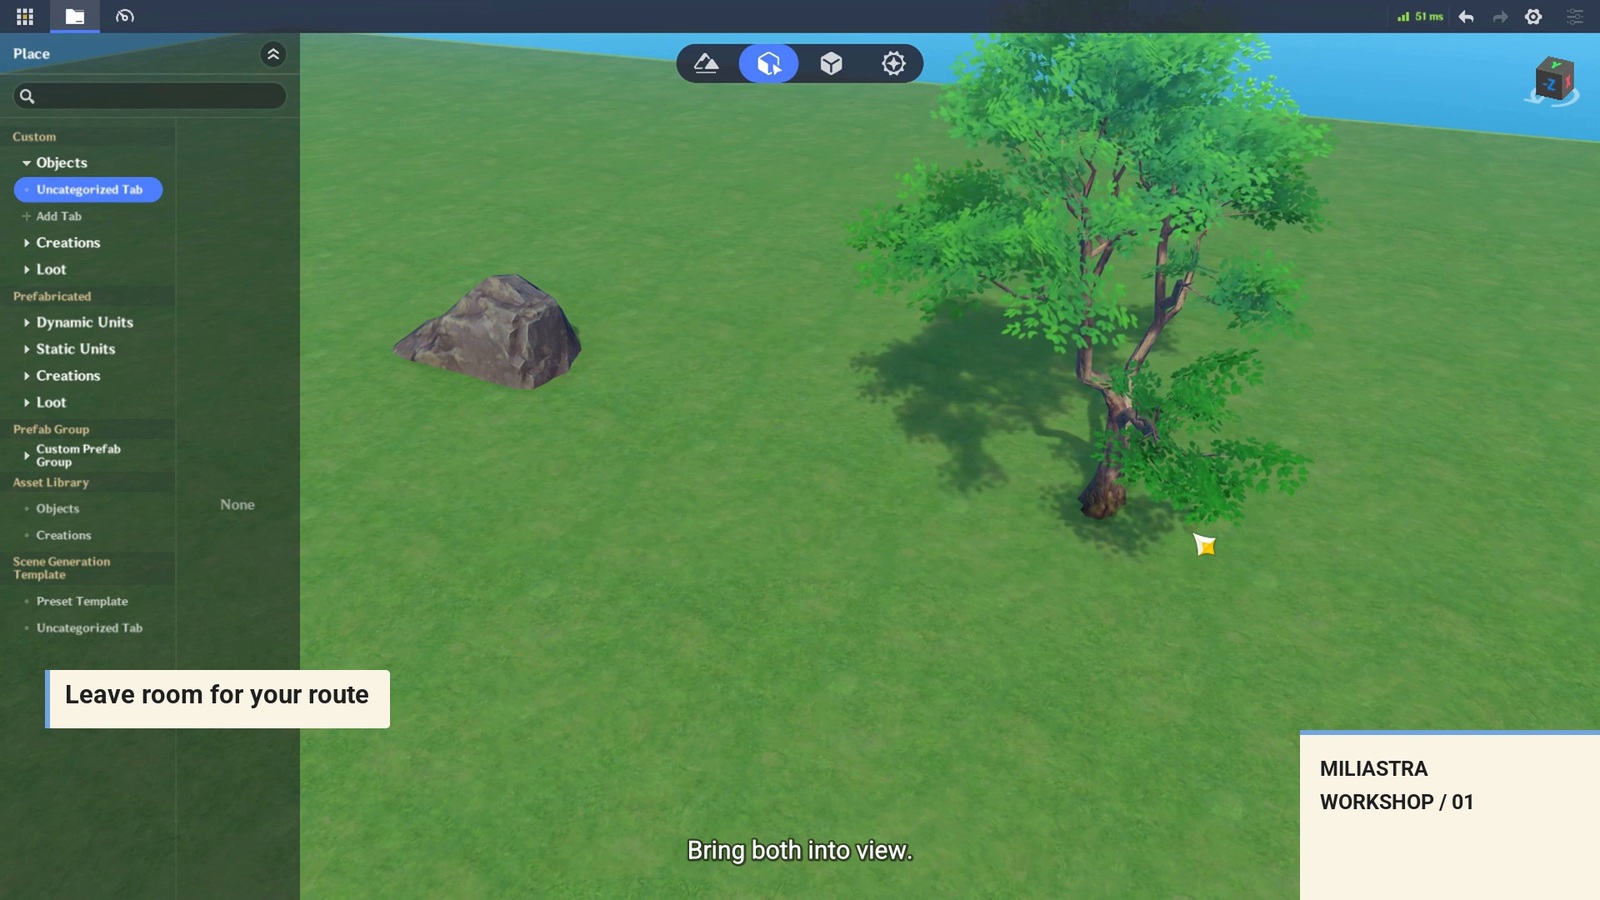 51 ms
Place
Custom
Objects
Uncategorized Tab
Add Tab
Creations
Loot
Prefabricated
Dynamic Units
Static Units
Creations
Loot
Prefab Group
Custom Prefab
Group
Asset Library
Objects
Creations
Scene Generation
Template
Preset Template
Uncategorized Tab
None
Y
-Z
X
Leave room for your route
MILIASTRA
WORKSHOP / 01
Bring both into view.